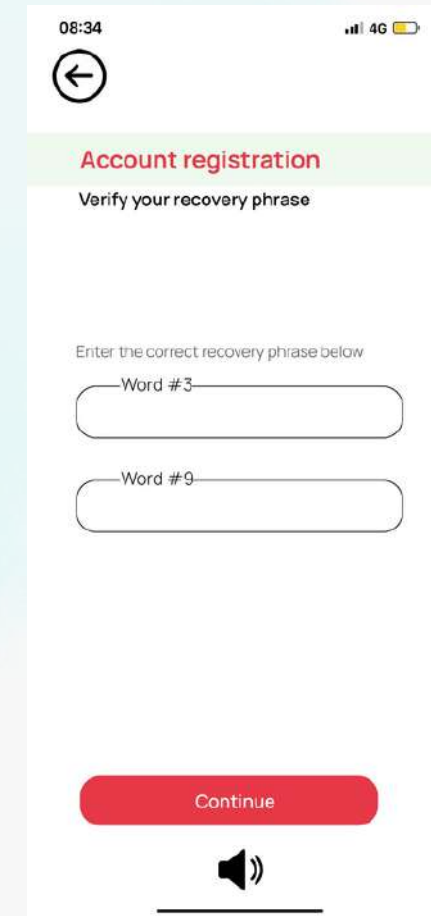 08:34
4G
Account registration
Verify your recovery phrase
Enter the correct recovery phrase below
Word #3
Word #9
Continue